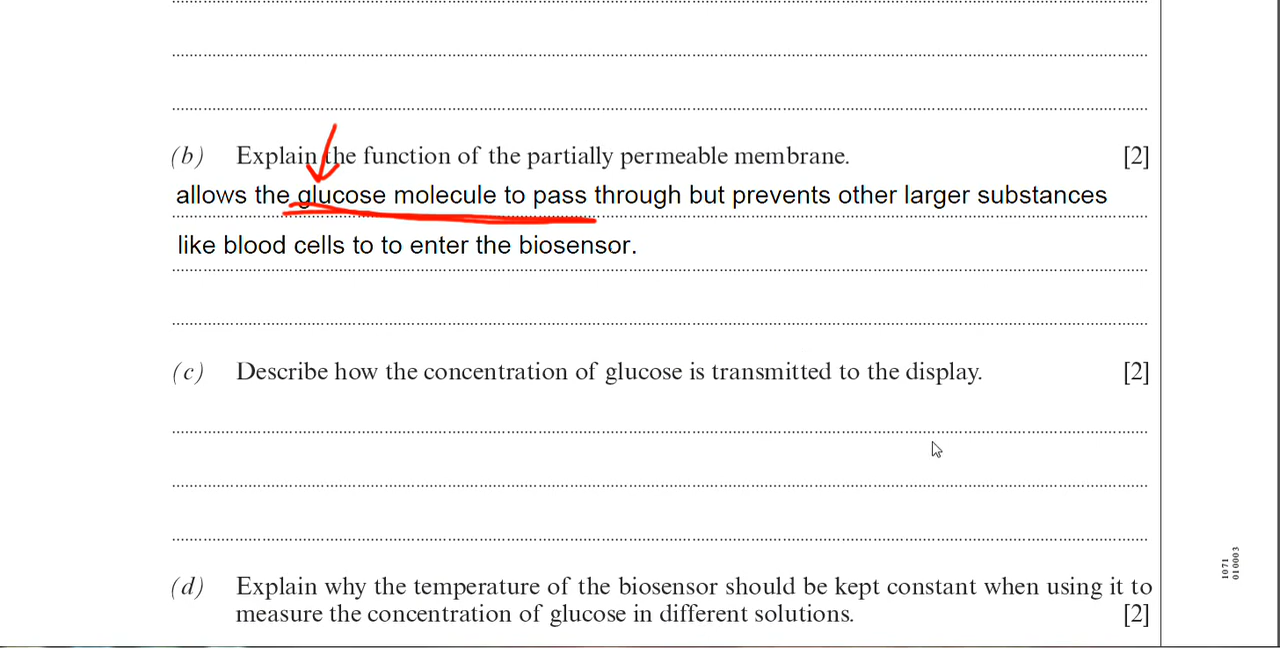 (b) Explain the function of the partially permeable membrane. [2]
allows the glucose molecule to pass through but prevents other larger substances
like blood cells to to enter the biosensor.
(c) Describe how the concentration of glucose is transmitted to the display. [2]
(d) Explain why the temperature of the biosensor should be kept constant when using it to
measure the concentration of glucose in different solutions. [2]
1071
010003